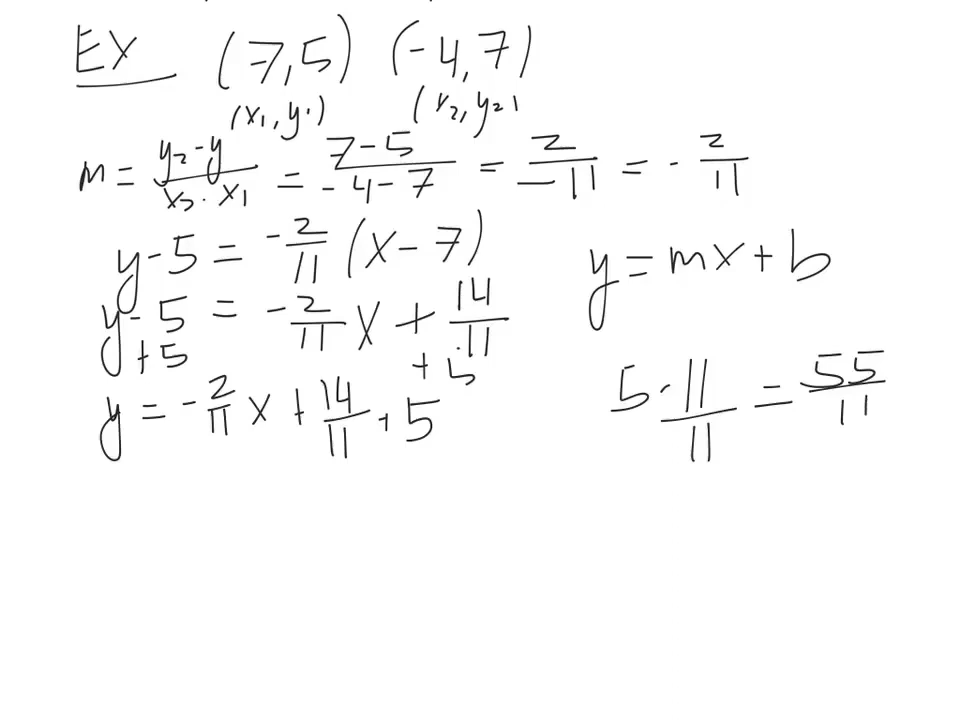 EX (7,5) (-4,7)
(x₁, y₁) (x₂, y₂)
m = y₂-y/x₂-x₁ = 7-5/-4-7 = 2/-11 = -2/11
y-5 = -2/11 (x-7) y = mx + b
y-5 = -2/11 x + 14/11
+5 +5
y = -2/11 x + 14/11 + 5 5·11/11 = 55/11